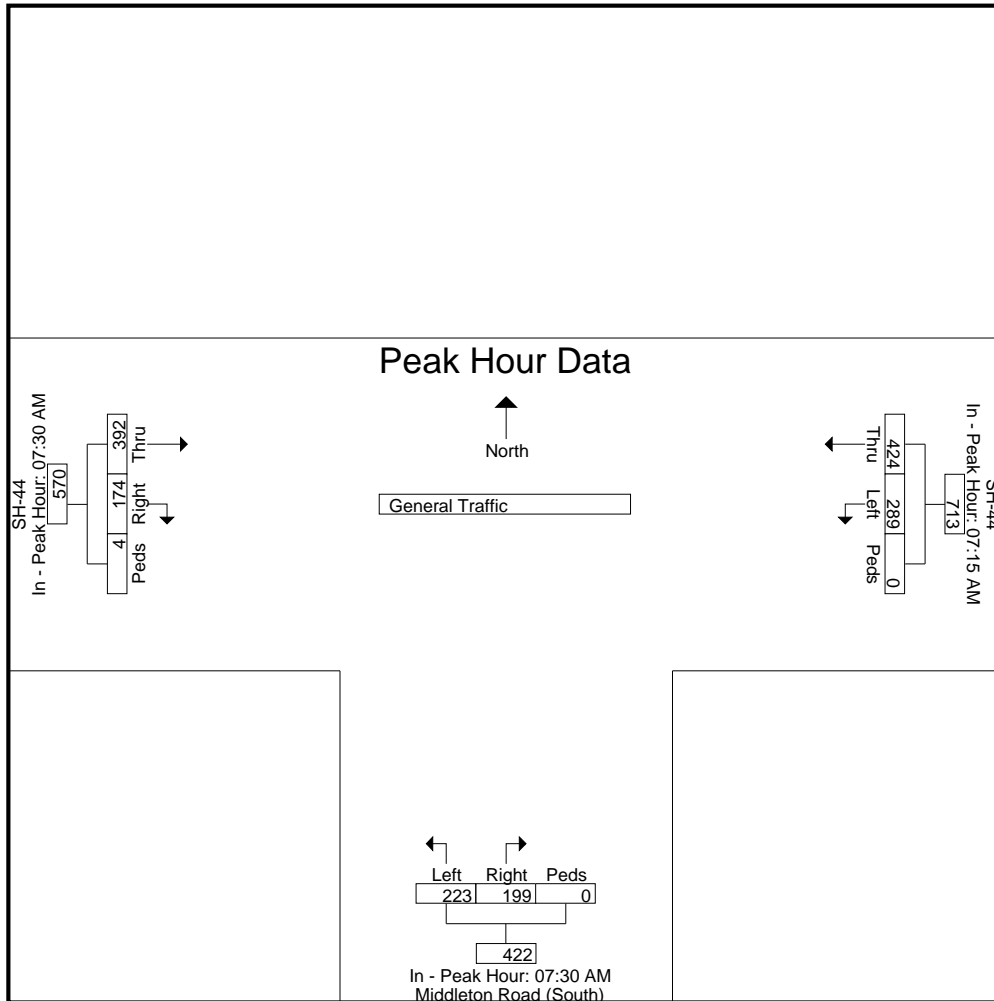 Peak Hour Data
North
General Traffic
SH-44
In - Peak Hour: 07:30 AM
570
392 174 4
Thru Right Peds
SH-44
In - Peak Hour: 07:15 AM
713
424 289 0
Thru Left Peds
Left Right Peds
223 199 0
422
In - Peak Hour: 07:30 AM
Middleton Road (South)